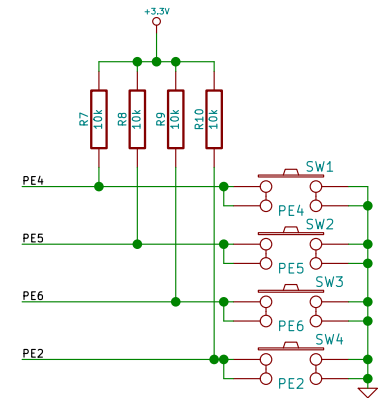 +3.3V
R7 10k
R8 10k
R9 10k
R10 10k
PE4
SW1
PE4
PE5
SW2
PE5
PE6
SW3
PE6
PE2
SW4
PE2